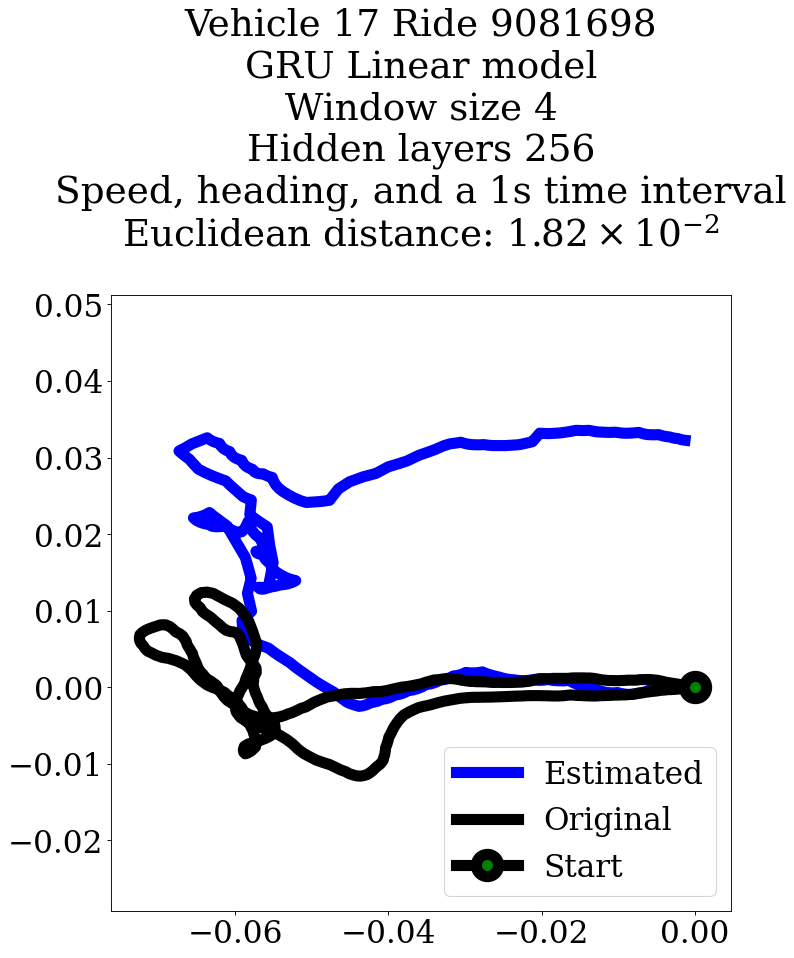 Vehicle 17 Ride 9081698
GRU Linear model
Window size 4
Hidden layers 256
Speed, heading, and a 1s time interval
Euclidean distance: 1.82 × 10⁻²
0.05
0.04
0.03
0.02
0.01
0.00
−0.01
−0.02
Estimated
Original
Start
−0.06
−0.04
−0.02
0.00